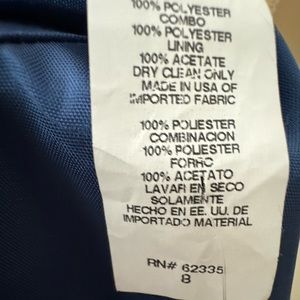 100% POLYESTER
COMBO
100% POLYESTER
LINING
100% ACETATE
DRY CLEAN ONLY
MADE IN USA OF
IMPORTED FABRIC
100% POLIESTER
COMBINACION
100% POLIESTER
FORRO
100% ACETATO
LAVAR EN SECO
SOLAMENTE
HECHO EN EE. UU. DE
IMPORTADO MATERIAL
RN# 62335
8